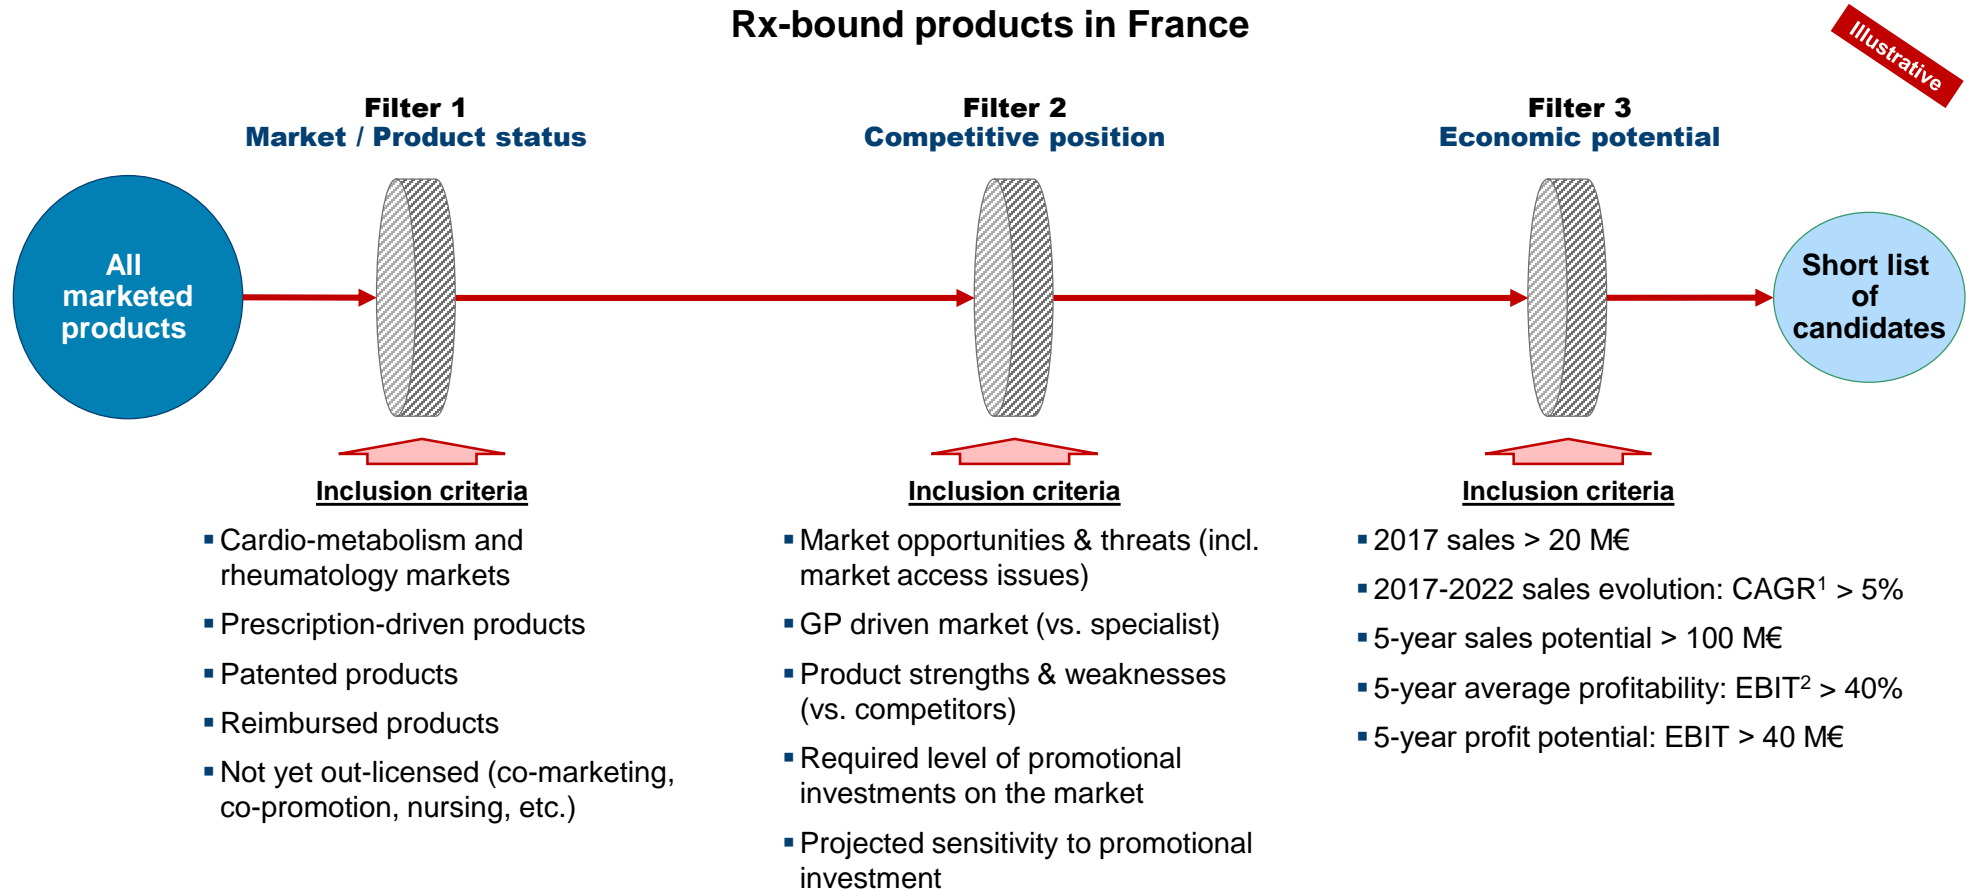 Rx-bound products in France
Illustrative
Filter 1
Market / Product status
Filter 2
Competitive position
Filter 3
Economic potential
All
marketed
products
Short list
of
candidates
Inclusion criteria
▪ Cardio-metabolism and
rheumatology markets
▪ Prescription-driven products
▪ Patented products
▪ Reimbursed products
▪ Not yet out-licensed (co-marketing,
co-promotion, nursing, etc.)
Inclusion criteria
▪ Market opportunities & threats (incl.
market access issues)
▪ GP driven market (vs. specialist)
▪ Product strengths & weaknesses
(vs. competitors)
▪ Required level of promotional
investments on the market
▪ Projected sensitivity to promotional
investment
Inclusion criteria
▪ 2017 sales > 20 M€
▪ 2017-2022 sales evolution: CAGR¹ > 5%
▪ 5-year sales potential > 100 M€
▪ 5-year average profitability: EBIT² > 40%
▪ 5-year profit potential: EBIT > 40 M€